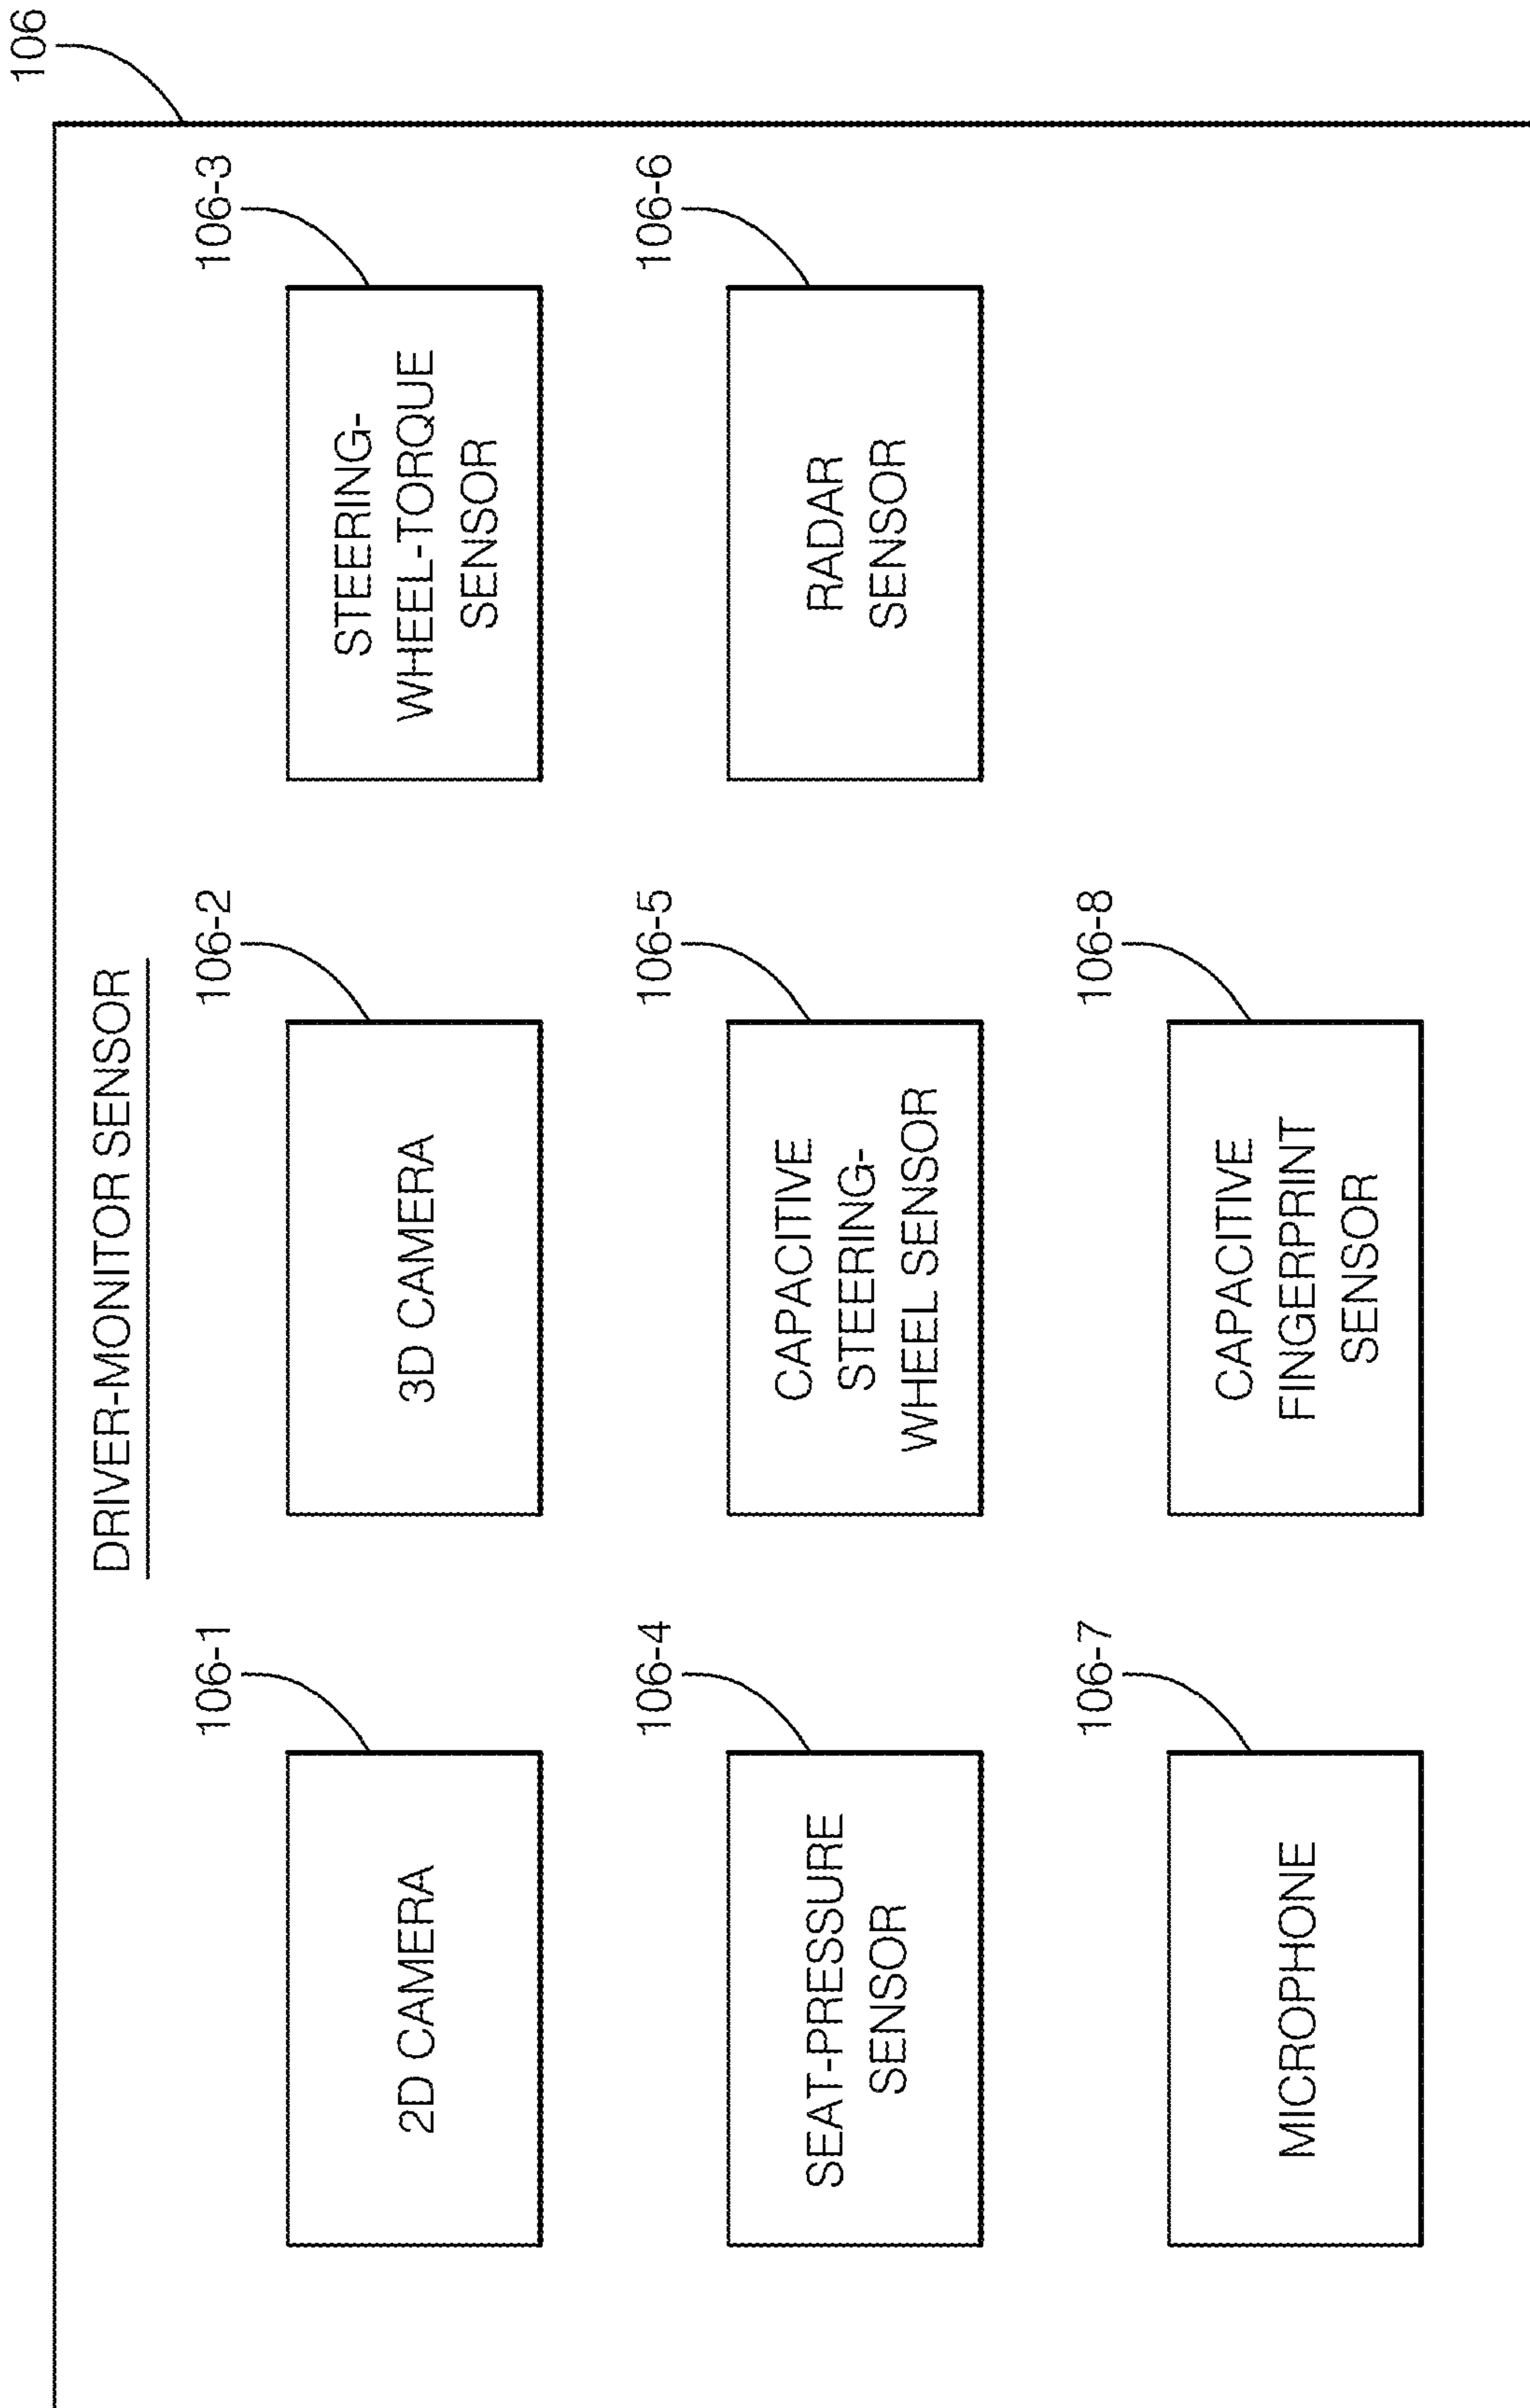 106
DRIVER-MONITOR SENSOR
106-1
2D CAMERA
106-2
3D CAMERA
106-3
STEERING-
WHEEL-TORQUE
SENSOR
106-4
SEAT-PRESSURE
SENSOR
106-5
CAPACITIVE
STEERING-
WHEEL SENSOR
106-6
RADAR
SENSOR
106-7
MICROPHONE
106-8
CAPACITIVE
FINGERPRINT
SENSOR